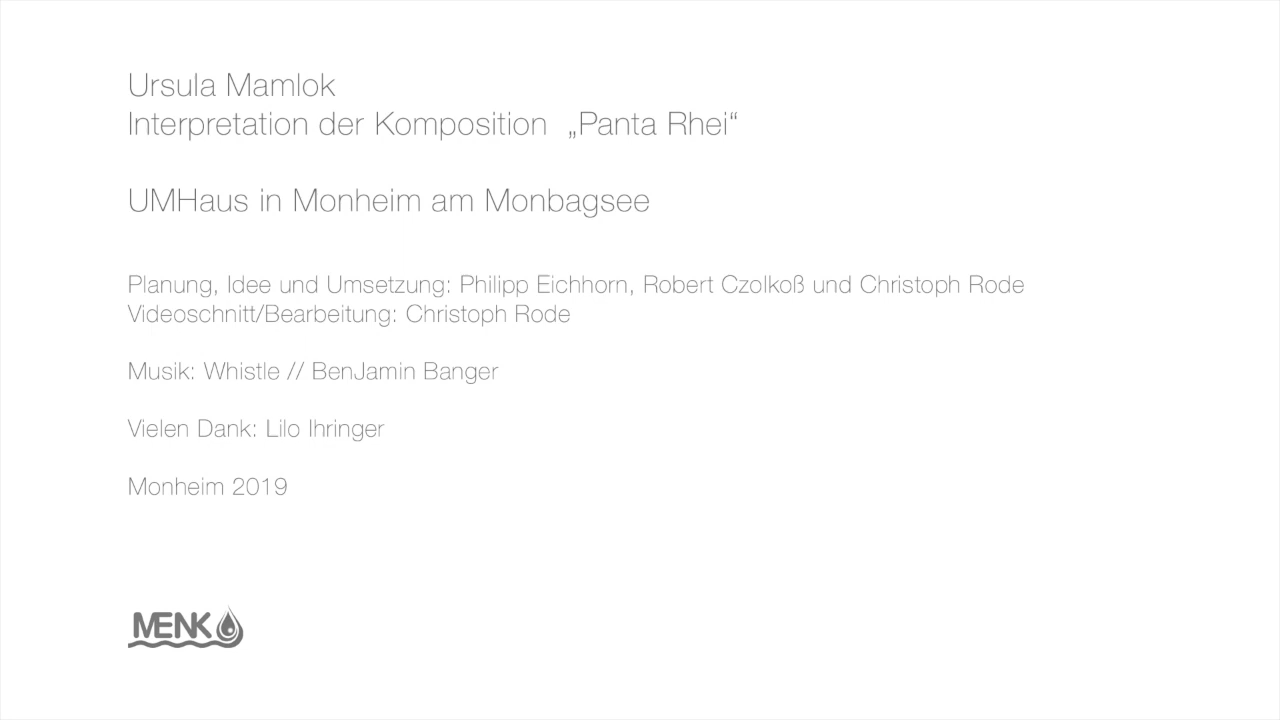 Ursula Mamlok
Interpretation der Komposition „Panta Rhei“
UMHaus in Monheim am Monbagsee
Planung, Idee und Umsetzung: Philipp Eichhorn, Robert Czolkoß und Christoph Rode
Videoschnitt/Bearbeitung: Christoph Rode
Musik: Whistle // BenJamin Banger
Vielen Dank: Lilo Ihringer
Monheim 2019
MENK